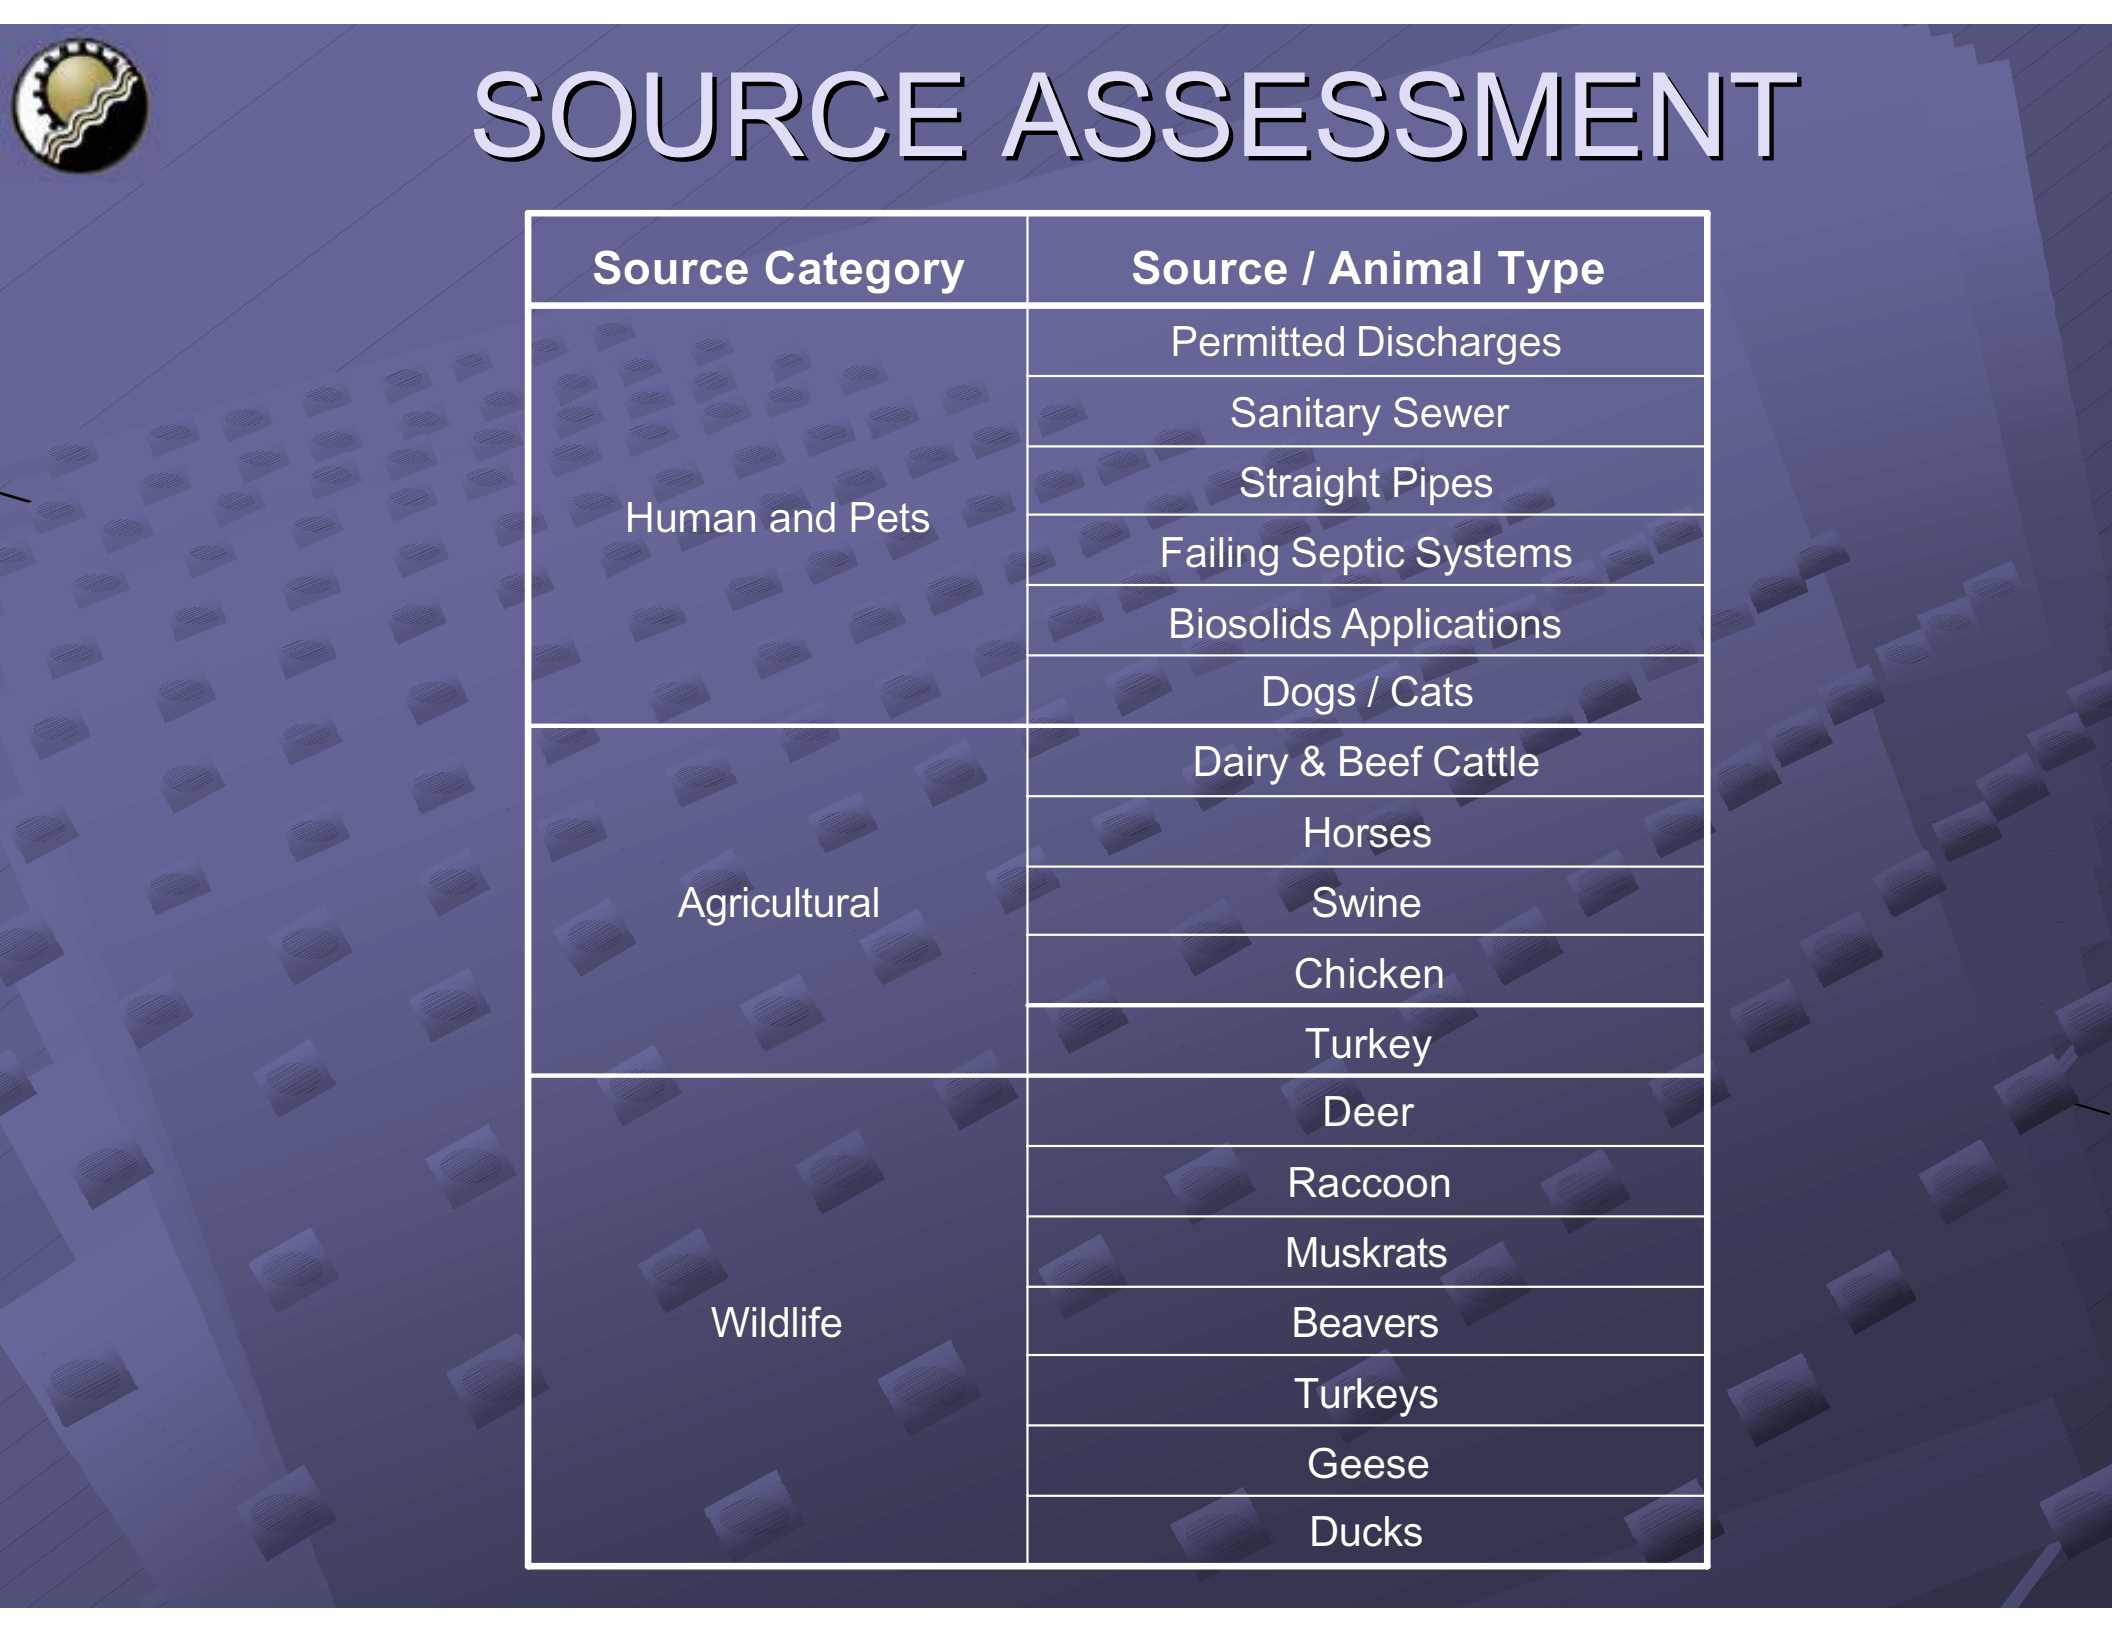 SOURCE ASSESSMENT
Source Category
Source / Animal Type
Human and Pets
Permitted Discharges
Sanitary Sewer
Straight Pipes
Failing Septic Systems
Biosolids Applications
Dogs / Cats
Agricultural
Dairy & Beef Cattle
Horses
Swine
Chicken
Turkey
Wildlife
Deer
Raccoon
Muskrats
Beavers
Turkeys
Geese
Ducks